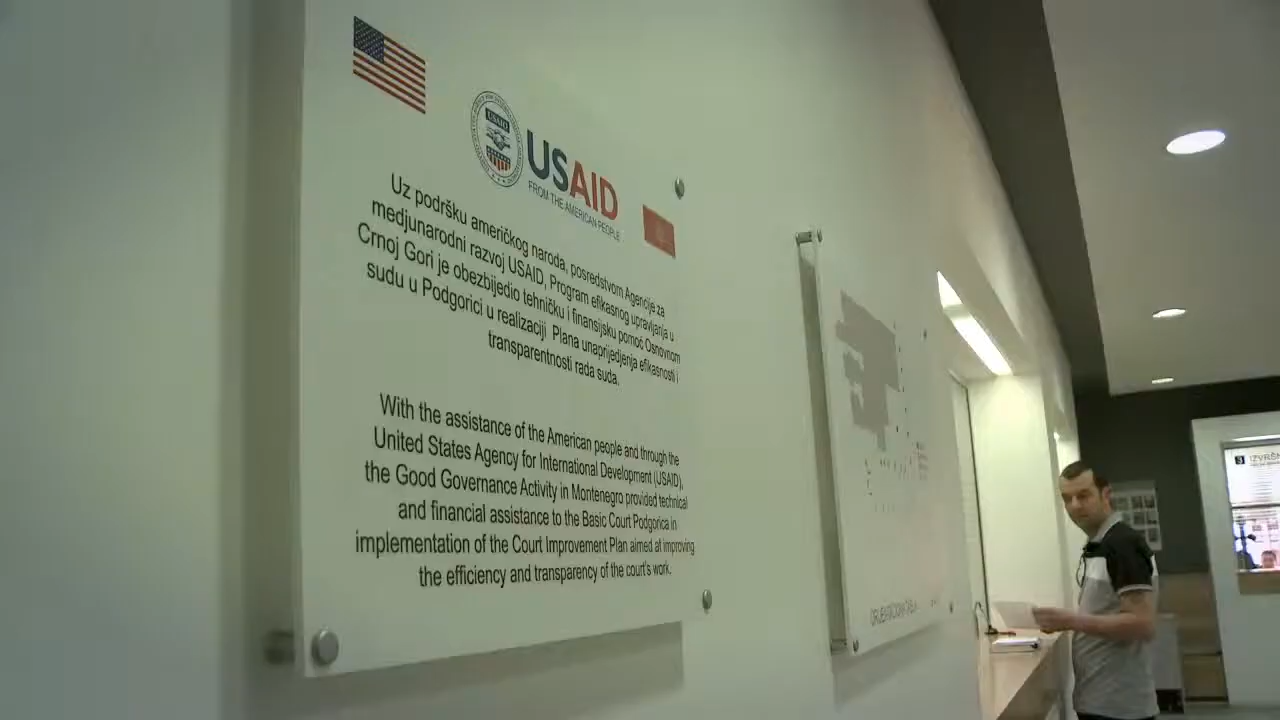 USAID
FROM THE AMERICAN PEOPLE
Uz podršku američkog naroda, posredstvom Agencije za
medjunarodni razvoj USAID, Program efikasnog upravljanja u
Crnoj Gori je obezbijedio tehničku i finansijsku pomoć Osnovnom
sudu u Podgorici u realizaciji Plana unaprijedjenja efikasnosti i
transparentnosti rada suda.
With the assistance of the American people and through the
United States Agency for International Development (USAID),
the Good Governance Activity in Montenegro provided technical
and financial assistance to the Basic Court Podgorica in
implementation of the Court Improvement Plan aimed at improving
the efficiency and transparency of the court's work.
3 IZVRŠN